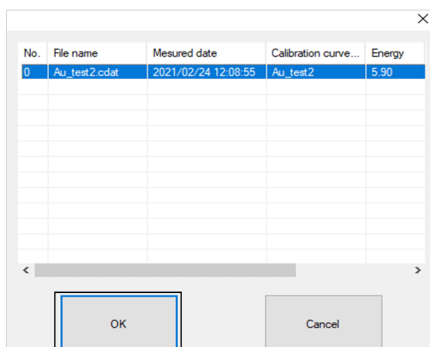 No. File name Mesured date Calibration curve... Energy
0 Au_test2.cdat 2021/02/24 12:08:55 Au_test2 5.90
OK Cancel